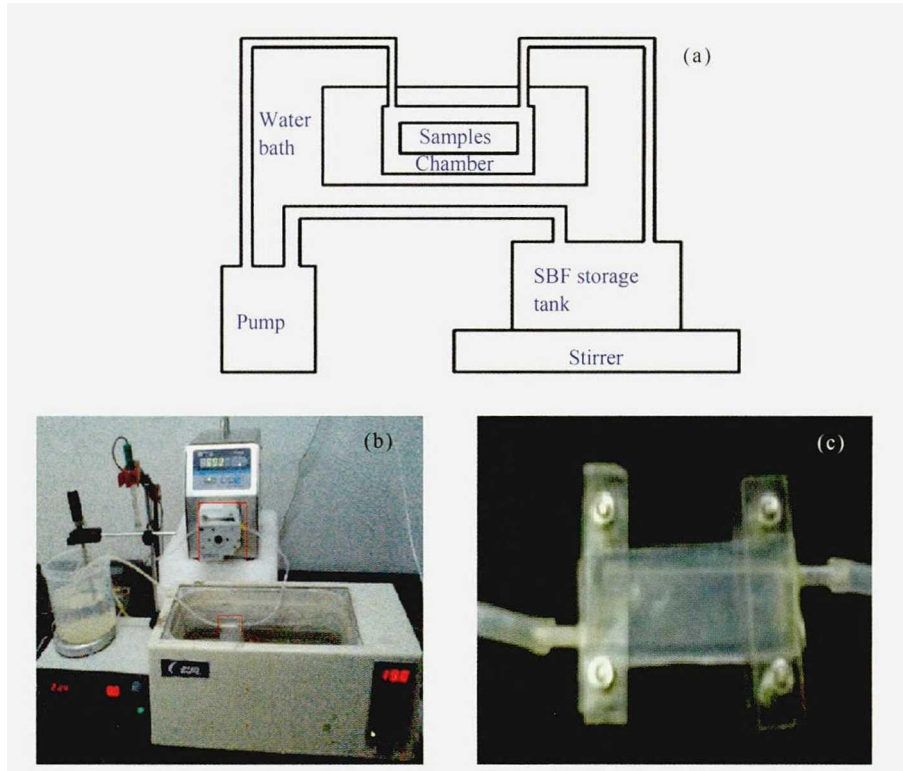 (a)
Water
bath
Samples
Chamber
SBF storage
tank
Pump
Stirrer
(b)
(c)